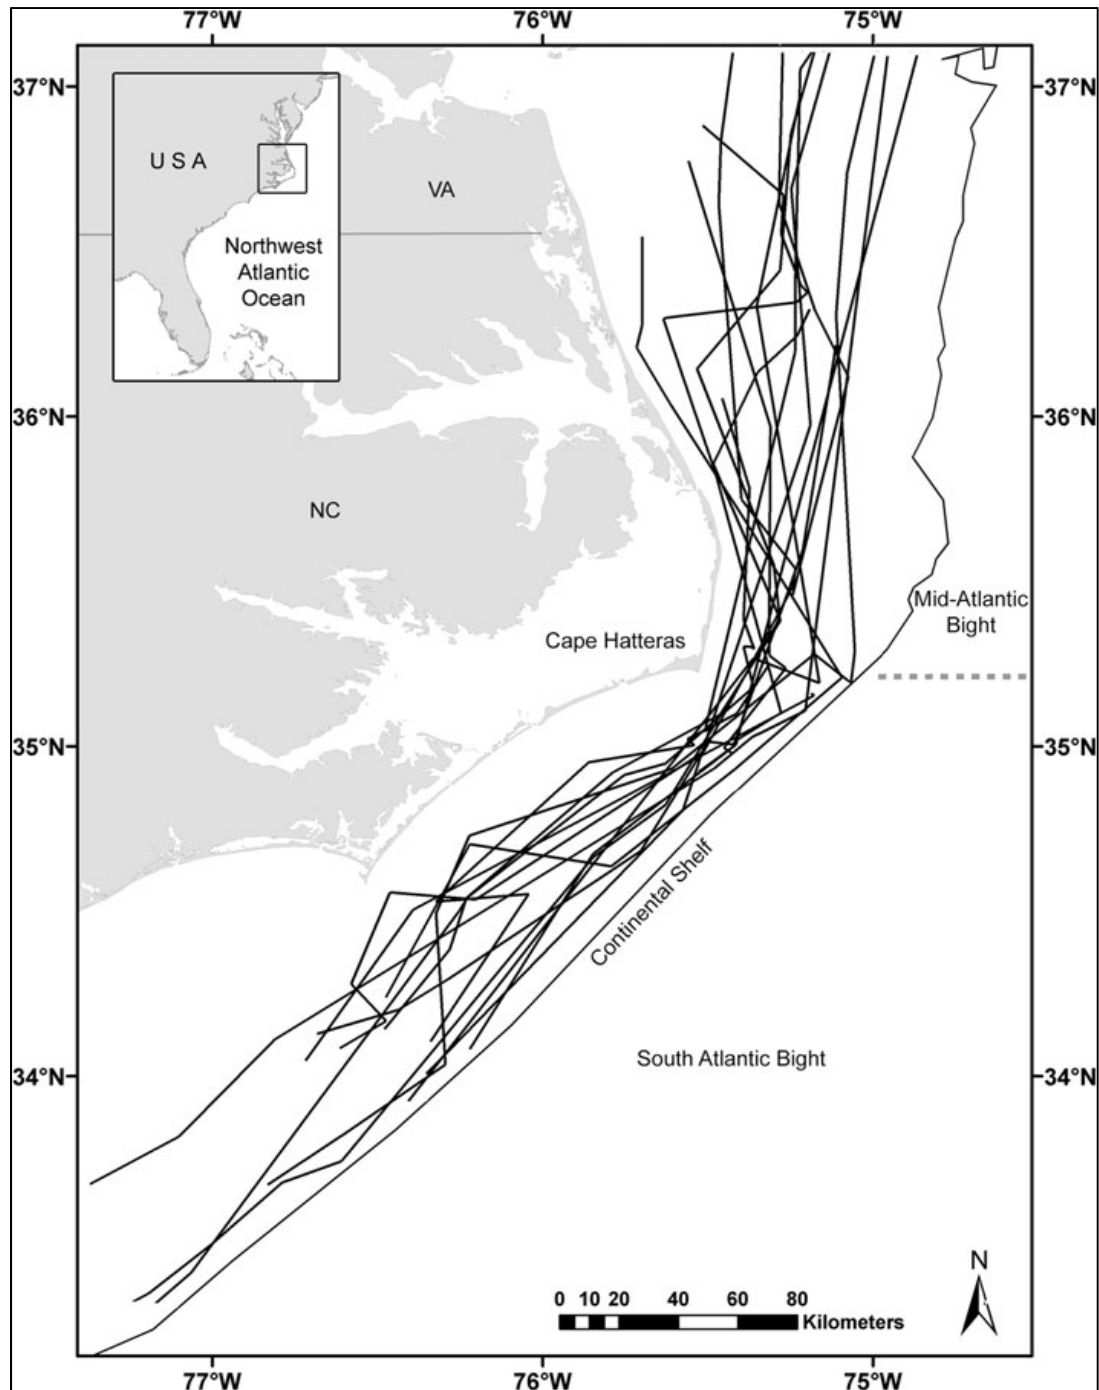 77°W 76°W 75°W
37°N 37°N
U S A
VA
Northwest
Atlantic
Ocean
36°N 36°N
NC
Mid-Atlantic
Bight
Cape Hatteras
35°N 35°N
Continental Shelf
South Atlantic Bight
34°N 34°N
N
0 10 20 40 60 80
Kilometers
77°W 76°W 75°W